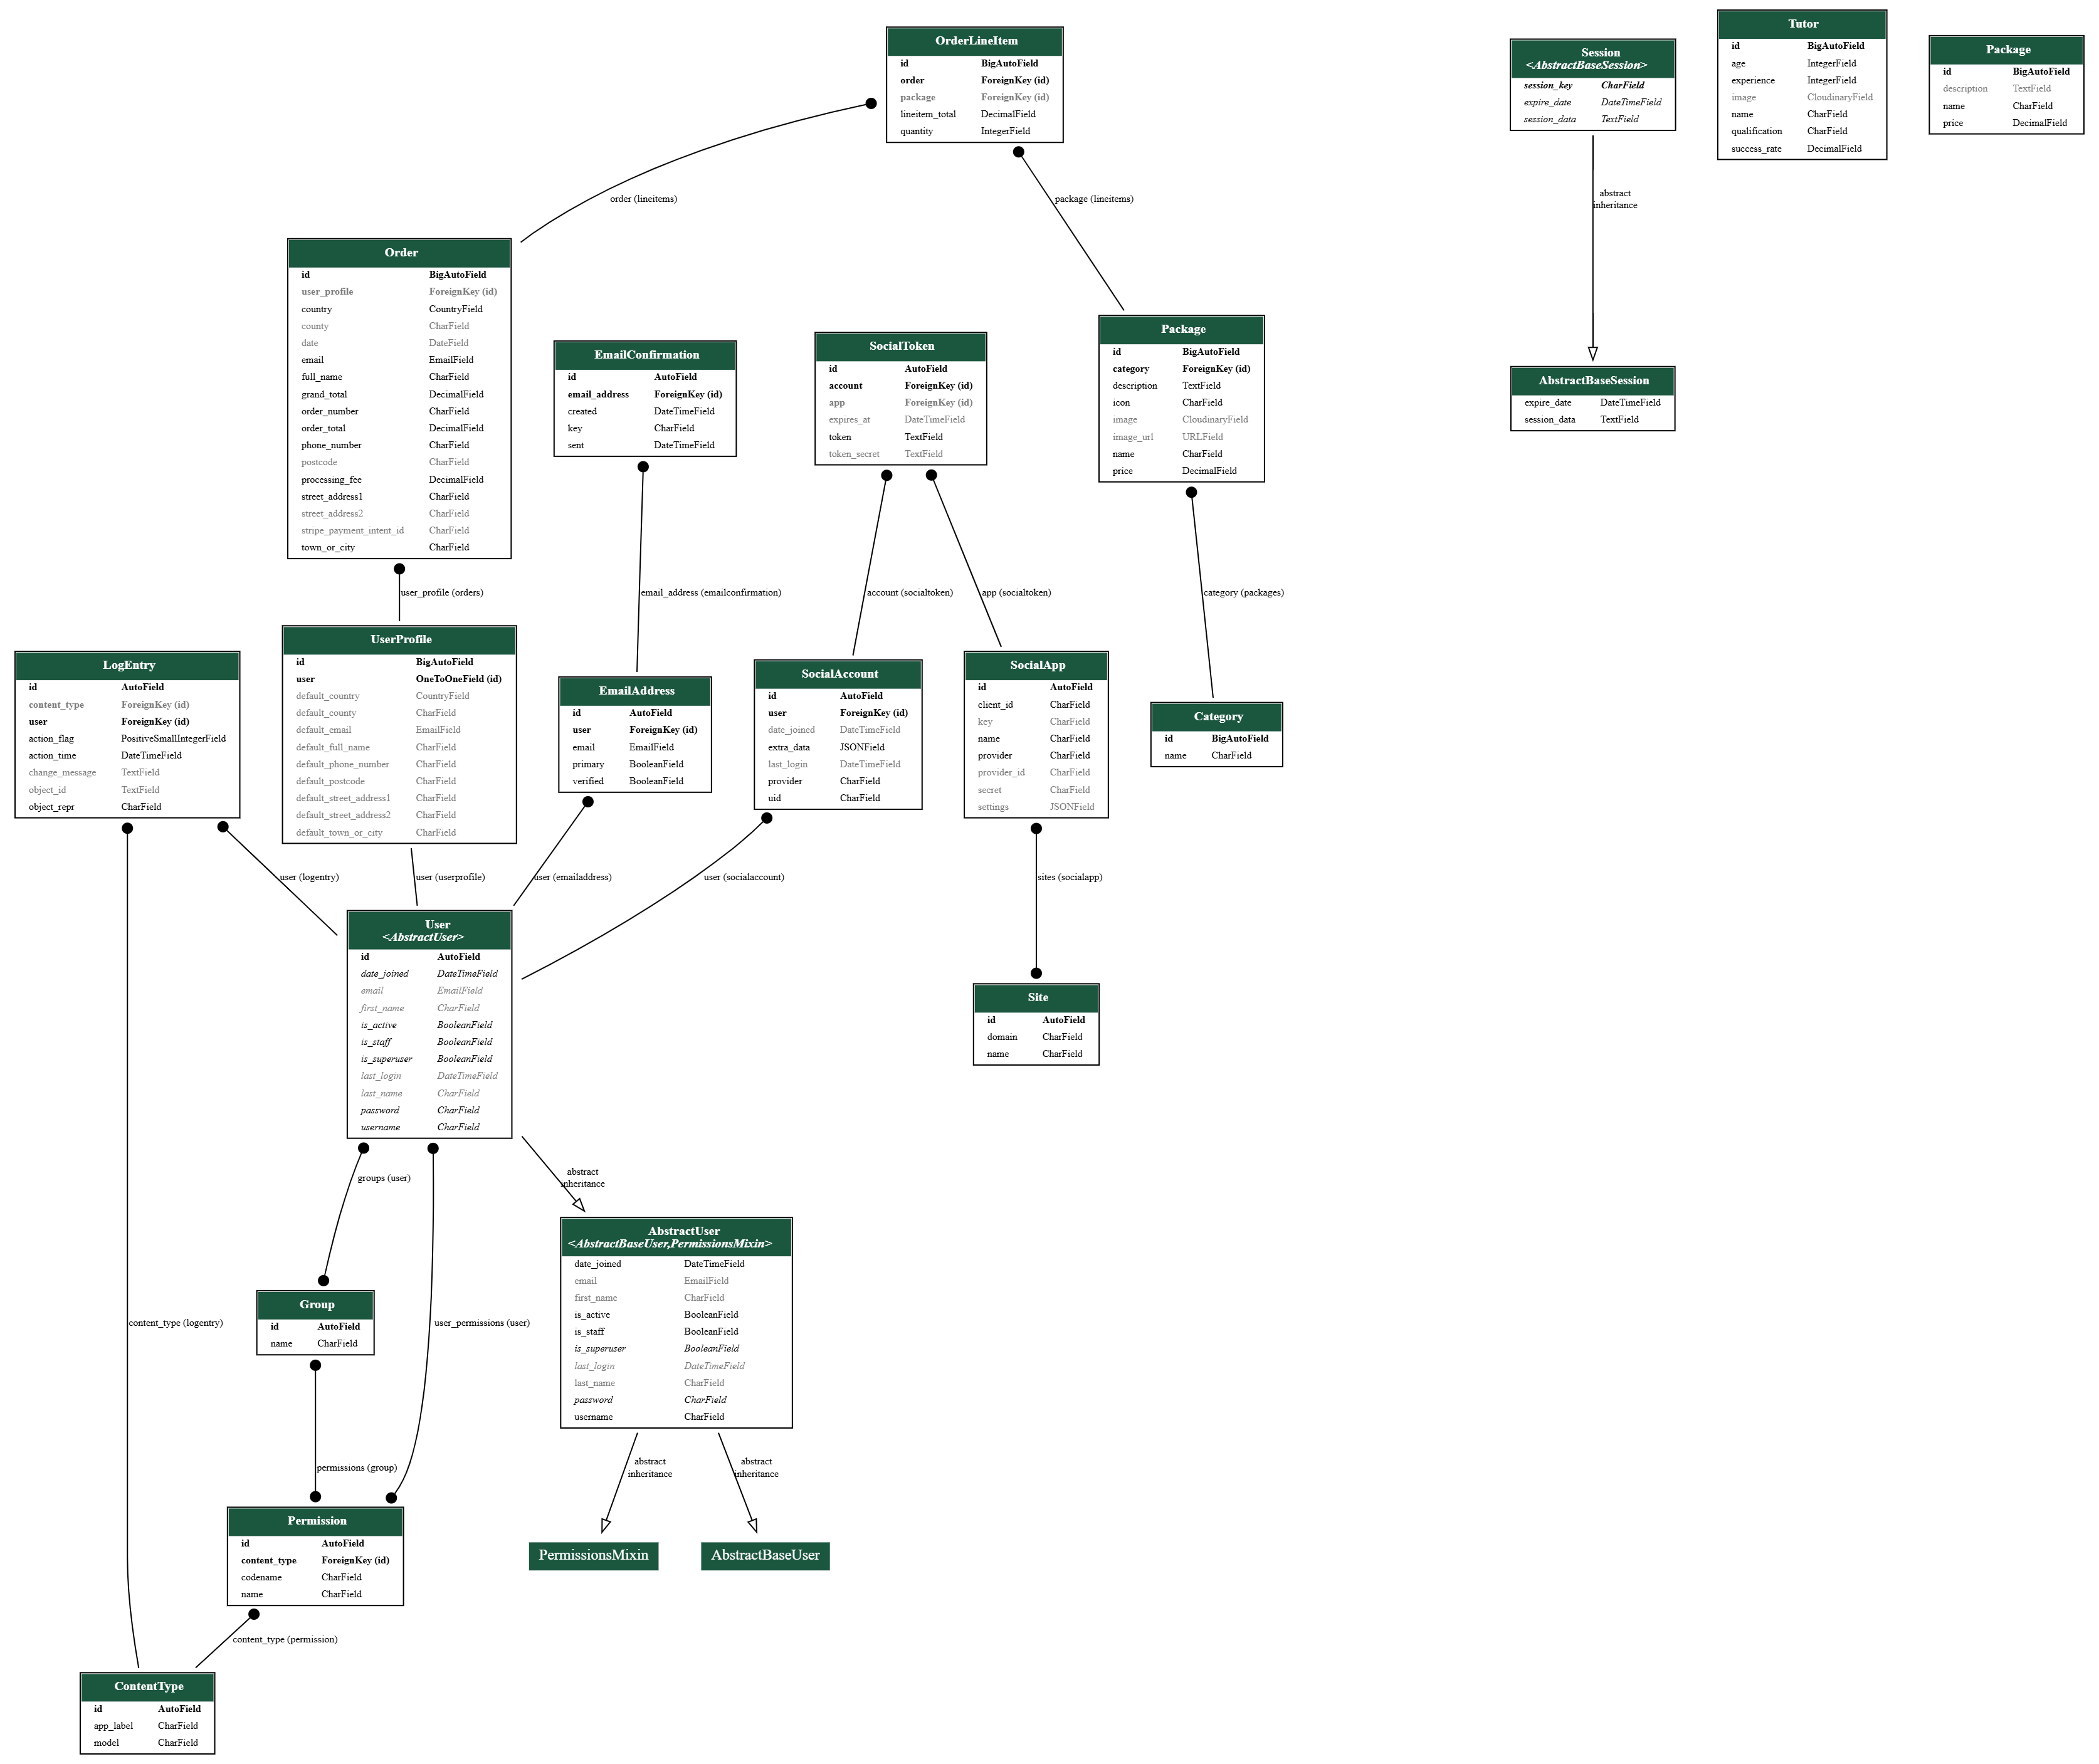 OrderLineItem
id BigAutoField
order ForeignKey (id)
package ForeignKey (id)
lineitem_total DecimalField
quantity IntegerField
Session
<AbstractBaseSession>
session_key CharField
expire_date DateTimeField
session_data TextField
Tutor
id BigAutoField
age IntegerField
experience IntegerField
image CloudinaryField
name CharField
qualification CharField
success_rate DecimalField
Package
id BigAutoField
description TextField
name CharField
price DecimalField
order (lineitems)
package (lineitems)
abstract
inheritance
Order
id BigAutoField
user_profile ForeignKey (id)
country CountryField
county CharField
date DateField
email EmailField
full_name CharField
grand_total DecimalField
order_number CharField
order_total DecimalField
phone_number CharField
postcode CharField
processing_fee DecimalField
street_address1 CharField
street_address2 CharField
stripe_payment_intent_id CharField
town_or_city CharField
EmailConfirmation
id AutoField
email_address ForeignKey (id)
created DateTimeField
key CharField
sent DateTimeField
SocialToken
id AutoField
account ForeignKey (id)
app ForeignKey (id)
expires_at DateTimeField
token TextField
token_secret TextField
Package
id BigAutoField
category ForeignKey (id)
description TextField
icon CharField
image CloudinaryField
image_url URLField
name CharField
price DecimalField
AbstractBaseSession
expire_date DateTimeField
session_data TextField
user_profile (orders)
email_address (emailconfirmation)
account (socialtoken)
app (socialtoken)
category (packages)
LogEntry
id AutoField
content_type ForeignKey (id)
user ForeignKey (id)
action_flag PositiveSmallIntegerField
action_time DateTimeField
change_message TextField
object_id TextField
object_repr CharField
UserProfile
id BigAutoField
user OneToOneField (id)
default_country CountryField
default_county CharField
default_email EmailField
default_full_name CharField
default_phone_number CharField
default_postcode CharField
default_street_address1 CharField
default_street_address2 CharField
default_town_or_city CharField
EmailAddress
id AutoField
user ForeignKey (id)
email EmailField
primary BooleanField
verified BooleanField
SocialAccount
id AutoField
user ForeignKey (id)
date_joined DateTimeField
extra_data JSONField
last_login DateTimeField
provider CharField
uid CharField
SocialApp
id AutoField
client_id CharField
key CharField
name CharField
provider CharField
provider_id CharField
secret CharField
settings JSONField
Category
id BigAutoField
name CharField
user (logentry)
user (userprofile)
user (emailaddress)
user (socialaccount)
sites (socialapp)
User
<AbstractUser>
id AutoField
date_joined DateTimeField
email EmailField
first_name CharField
is_active BooleanField
is_staff BooleanField
is_superuser BooleanField
last_login DateTimeField
last_name CharField
password CharField
username CharField
Site
id AutoField
domain CharField
name CharField
groups (user)
abstract
inheritance
AbstractUser
<AbstractBaseUser,PermissionsMixin>
date_joined DateTimeField
email EmailField
first_name CharField
is_active BooleanField
is_staff BooleanField
is_superuser BooleanField
last_login DateTimeField
last_name CharField
password CharField
username CharField
Group
id AutoField
name CharField
content_type (logentry)
user_permissions (user)
permissions (group)
abstract
inheritance
abstract
inheritance
Permission
id AutoField
content_type ForeignKey (id)
codename CharField
name CharField
PermissionsMixin
AbstractBaseUser
content_type (permission)
ContentType
id AutoField
app_label CharField
model CharField